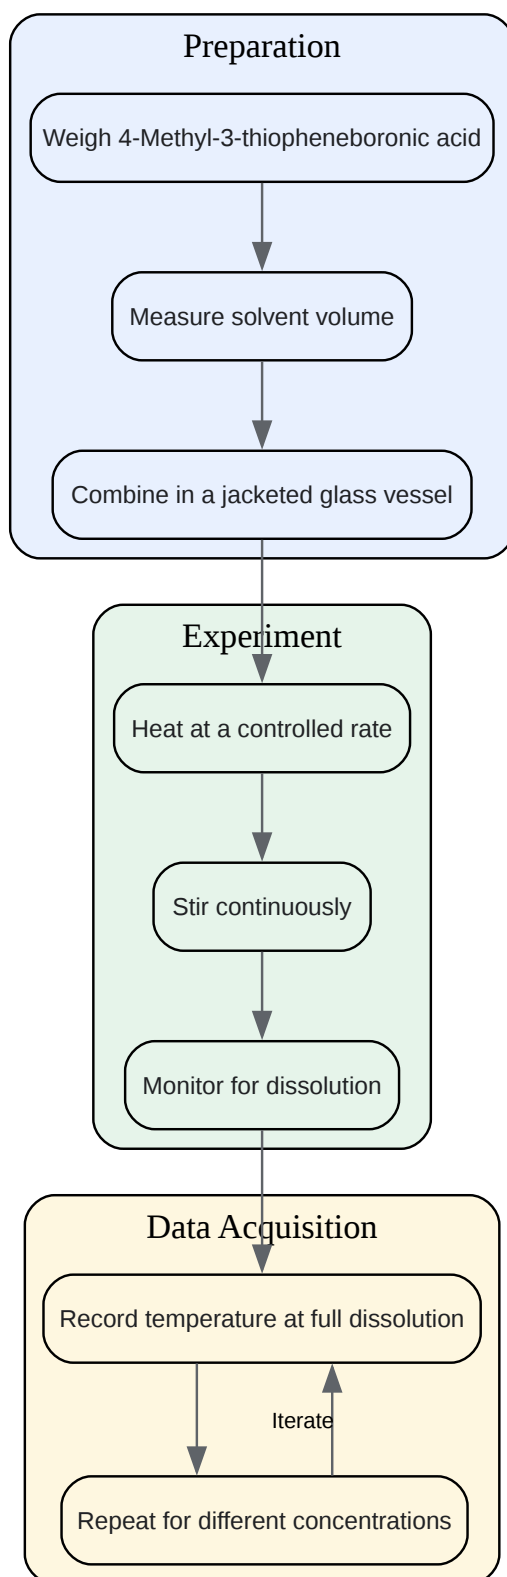 Preparation
Weigh 4-Methyl-3-thiopheneboronic acid
Measure solvent volume
Combine in a jacketed glass vessel
Experiment
Heat at a controlled rate
Stir continuously
Monitor for dissolution
Data Acquisition
Record temperature at full dissolution
Iterate
Repeat for different concentrations